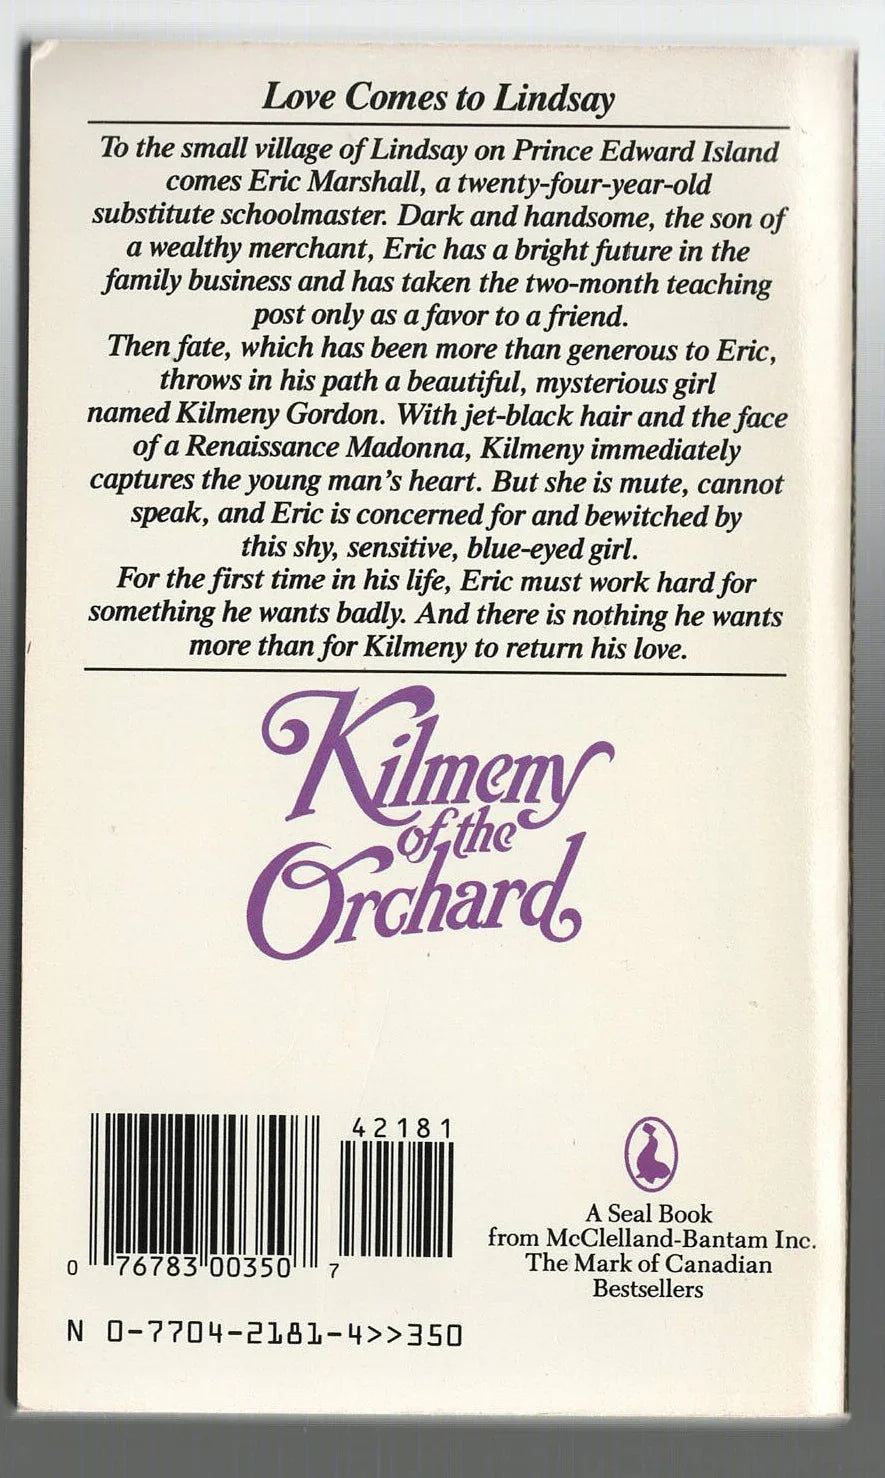 Love Comes to Lindsay
To the small village of Lindsay on Prince Edward Island
comes Eric Marshall, a twenty-four-year-old
substitute schoolmaster. Dark and handsome, the son of
a wealthy merchant, Eric has a bright future in the
family business and has taken the two-month teaching
post only as a favor to a friend.
Then fate, which has been more than generous to Eric,
throws in his path a beautiful, mysterious girl
named Kilmeny Gordon. With jet-black hair and the face
of a Renaissance Madonna, Kilmeny immediately
captures the young man's heart. But she is mute, cannot
speak, and Eric is concerned for and bewitched by
this shy, sensitive, blue-eyed girl.
For the first time in his life, Eric must work hard for
something he wants badly. And there is nothing he wants
more than for Kilmeny to return his love.
Kilmeny
of the
Orchard
42181
0 76783 00350 7
N 0-7704-2181-4>>350
A Seal Book
from McClelland-Bantam Inc.
The Mark of Canadian
Bestsellers